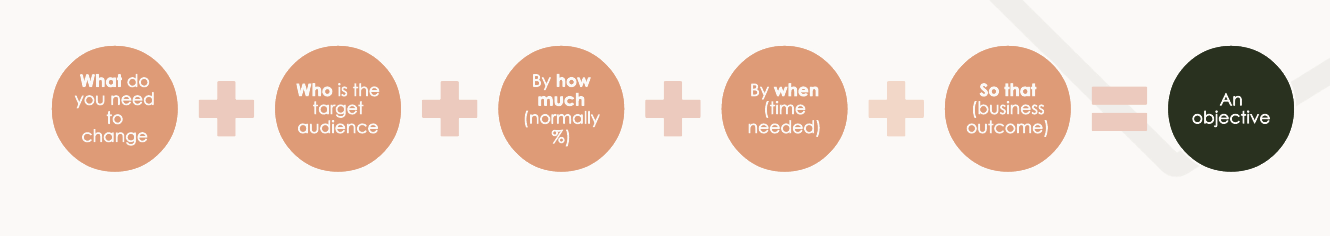 What do
you need
to
change
Who is the
target
audience
By how
much
(normally
%)
By when
(time
needed)
So that
(business
outcome)
An
objective